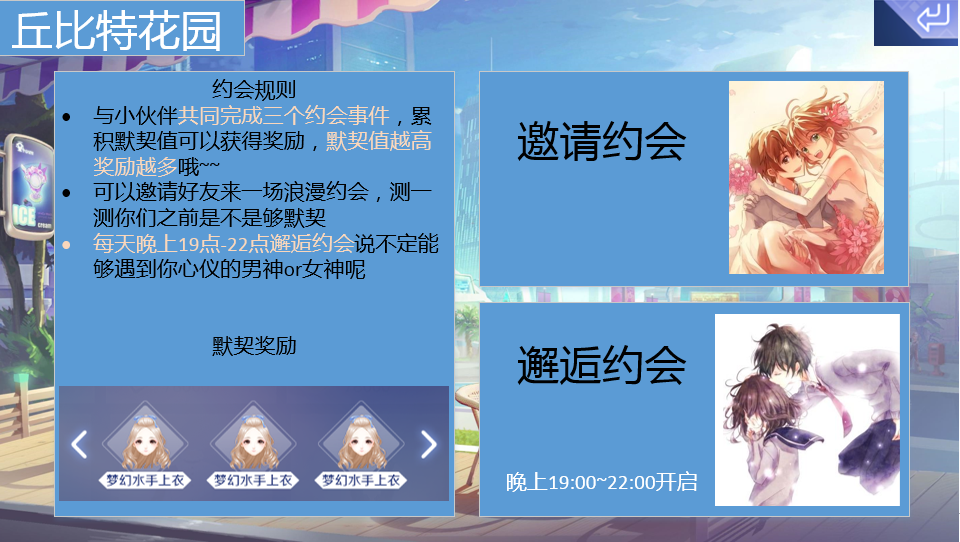 丘比特花园
约会规则
与小伙伴共同完成三个约会事件，累
积默契值可以获得奖励，默契值越高
奖励越多哦~~
可以邀请好友来一场浪漫约会，测一
测你们之前是不是够默契
每天晚上19点-22点邂逅约会说不定能
够遇到你心仪的男神or女神呢
默契奖励
梦幻水手上衣
梦幻水手上衣
梦幻水手上衣
邀请约会
邂逅约会
晚上19:00~22:00开启
ICE